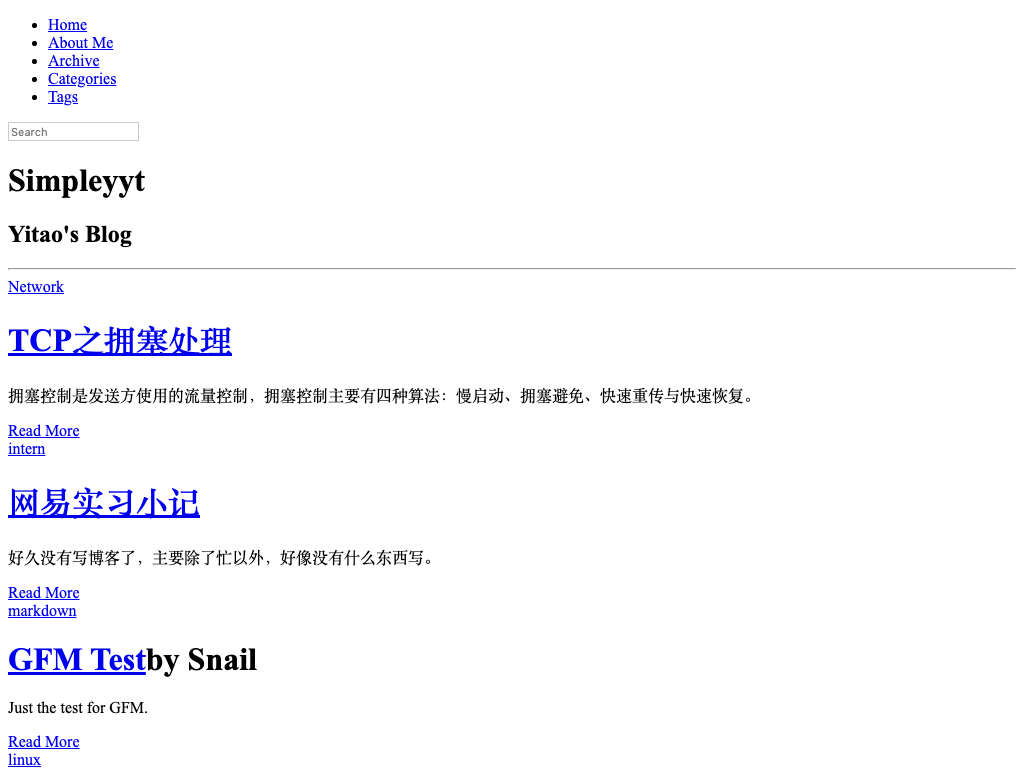 Home
About Me
Archive
Categories
Tags
Search
Simpleyyt
Yitao's Blog
Network
TCP之拥塞处理
拥塞控制是发送方使用的流量控制，拥塞控制主要有四种算法：慢启动、拥塞避免、快速重传与快速恢复。
Read More
intern
网易实习小记
好久没有写博客了，主要除了忙以外，好像没有什么东西写。
Read More
markdown
GFM Testby Snail
Just the test for GFM.
Read More
linux